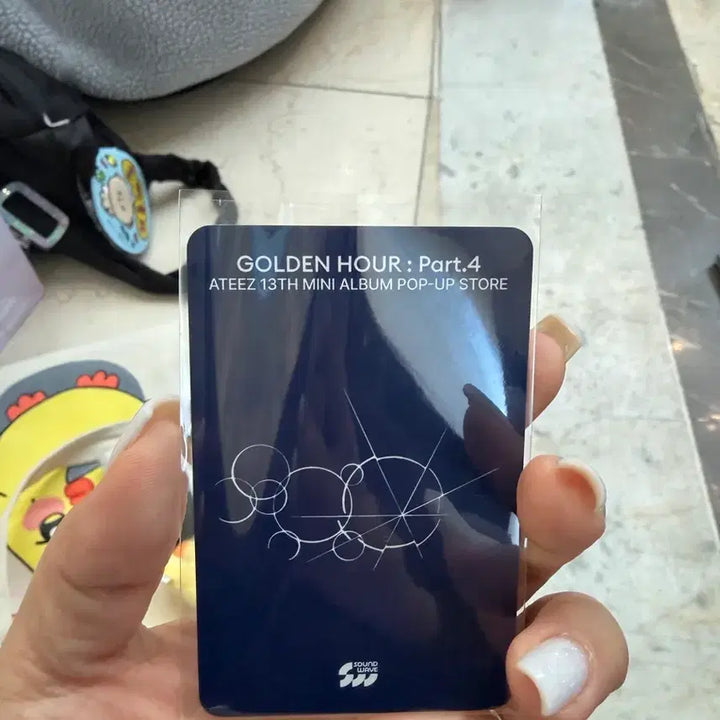 GOLDEN HOUR : Part.4
ATEEZ 13TH MINI ALBUM POP-UP STORE
SOUND
WAVE